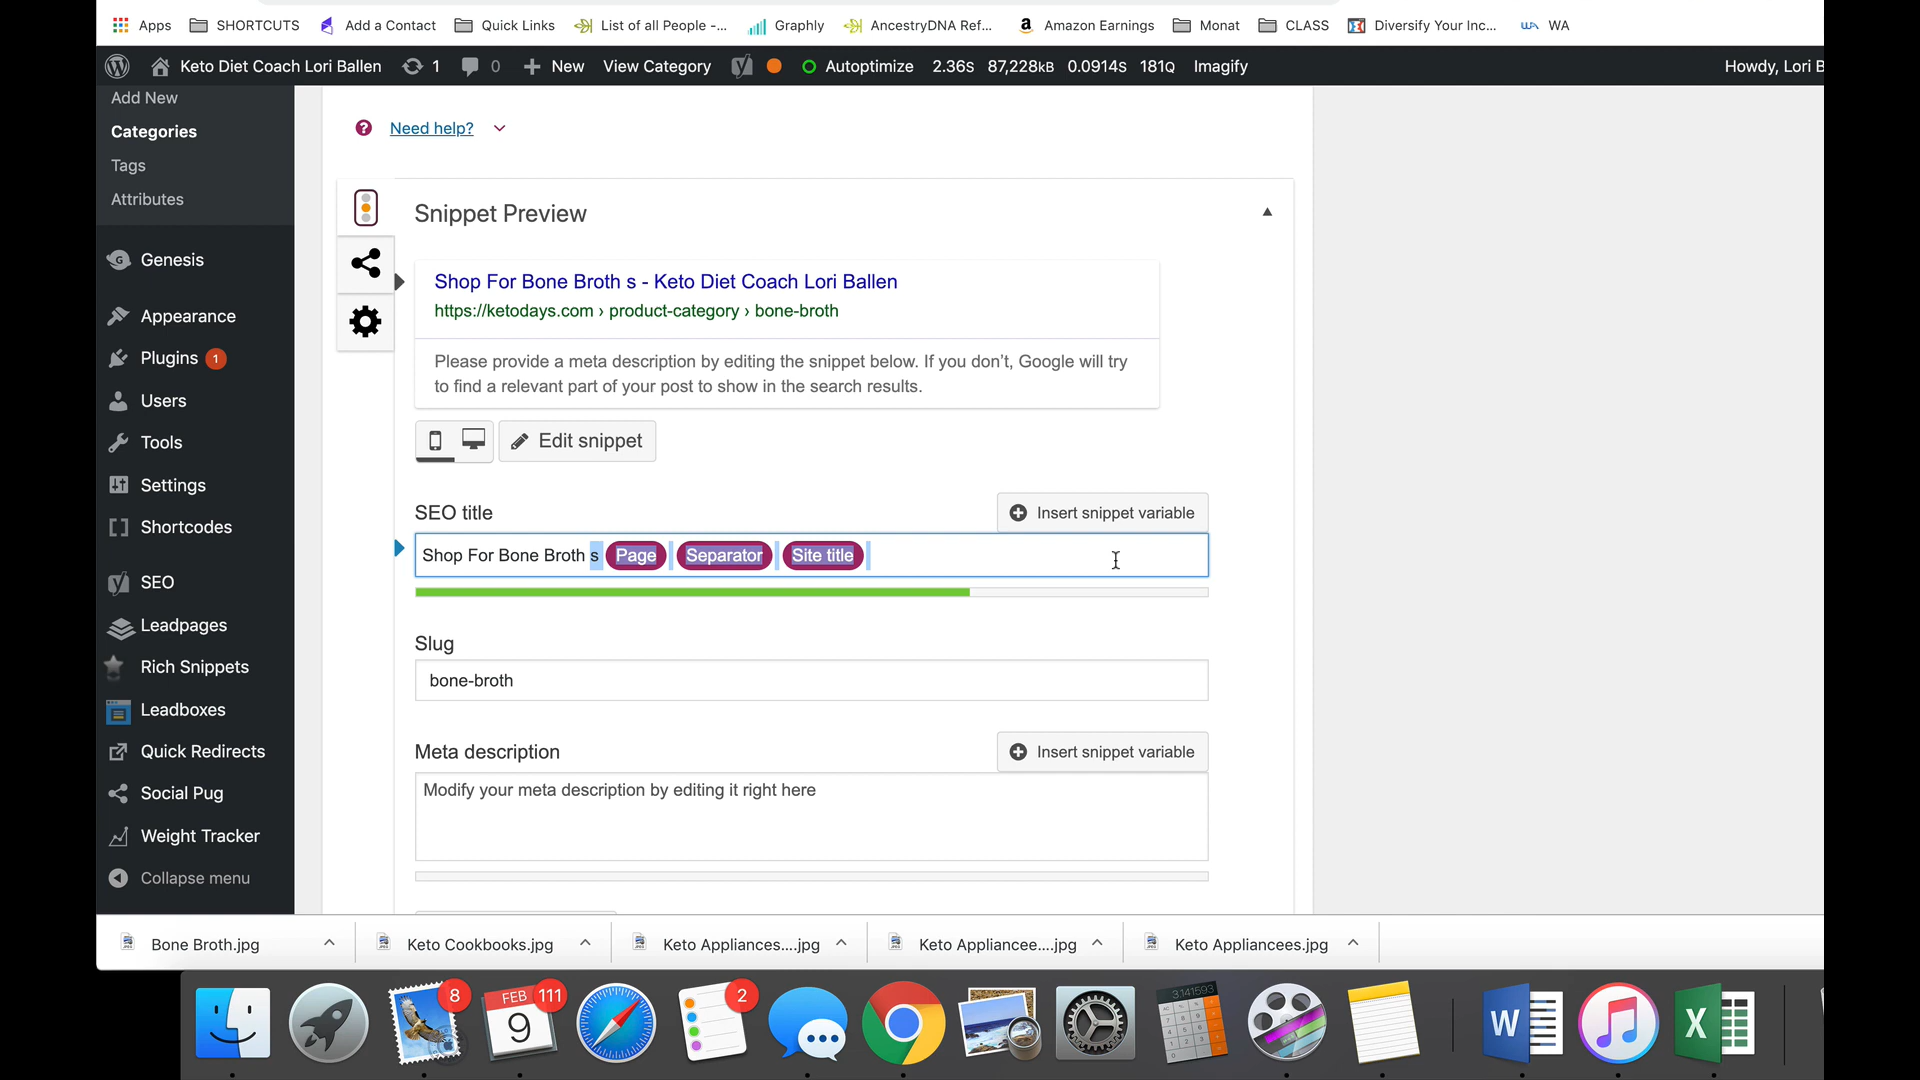 Apps SHORTCUTS Add a Contact Quick Links List of all People -... Graphly AncestryDNA Ref... Amazon Earnings Monat CLASS Diversify Your Inc... WA
Keto Diet Coach Lori Ballen 1 0 New View Category Autoptimize 2.36S 87,228KB 0.0914S 181Q Imagify Howdy, Lori B
Add New
Categories
Tags
Attributes
Genesis
Appearance
Plugins 1
Users
Tools
Settings
Shortcodes
SEO
Leadpages
Rich Snippets
Leadboxes
Quick Redirects
Social Pug
Weight Tracker
Collapse menu
Need help?
Snippet Preview
Shop For Bone Broth s - Keto Diet Coach Lori Ballen
https://ketodays.com › product-category › bone-broth
Please provide a meta description by editing the snippet below. If you don't, Google will try
to find a relevant part of your post to show in the search results.
Edit snippet
SEO title
Insert snippet variable
Shop For Bone Broth s Page Separator Site title
Slug
bone-broth
Meta description
Insert snippet variable
Modify your meta description by editing it right here
Bone Broth.jpg Keto Cookbooks.jpg Keto Appliances....jpg Keto Appliancee....jpg Keto Appliancees.jpg
8 FEB 9 111 2 3.141593 W X